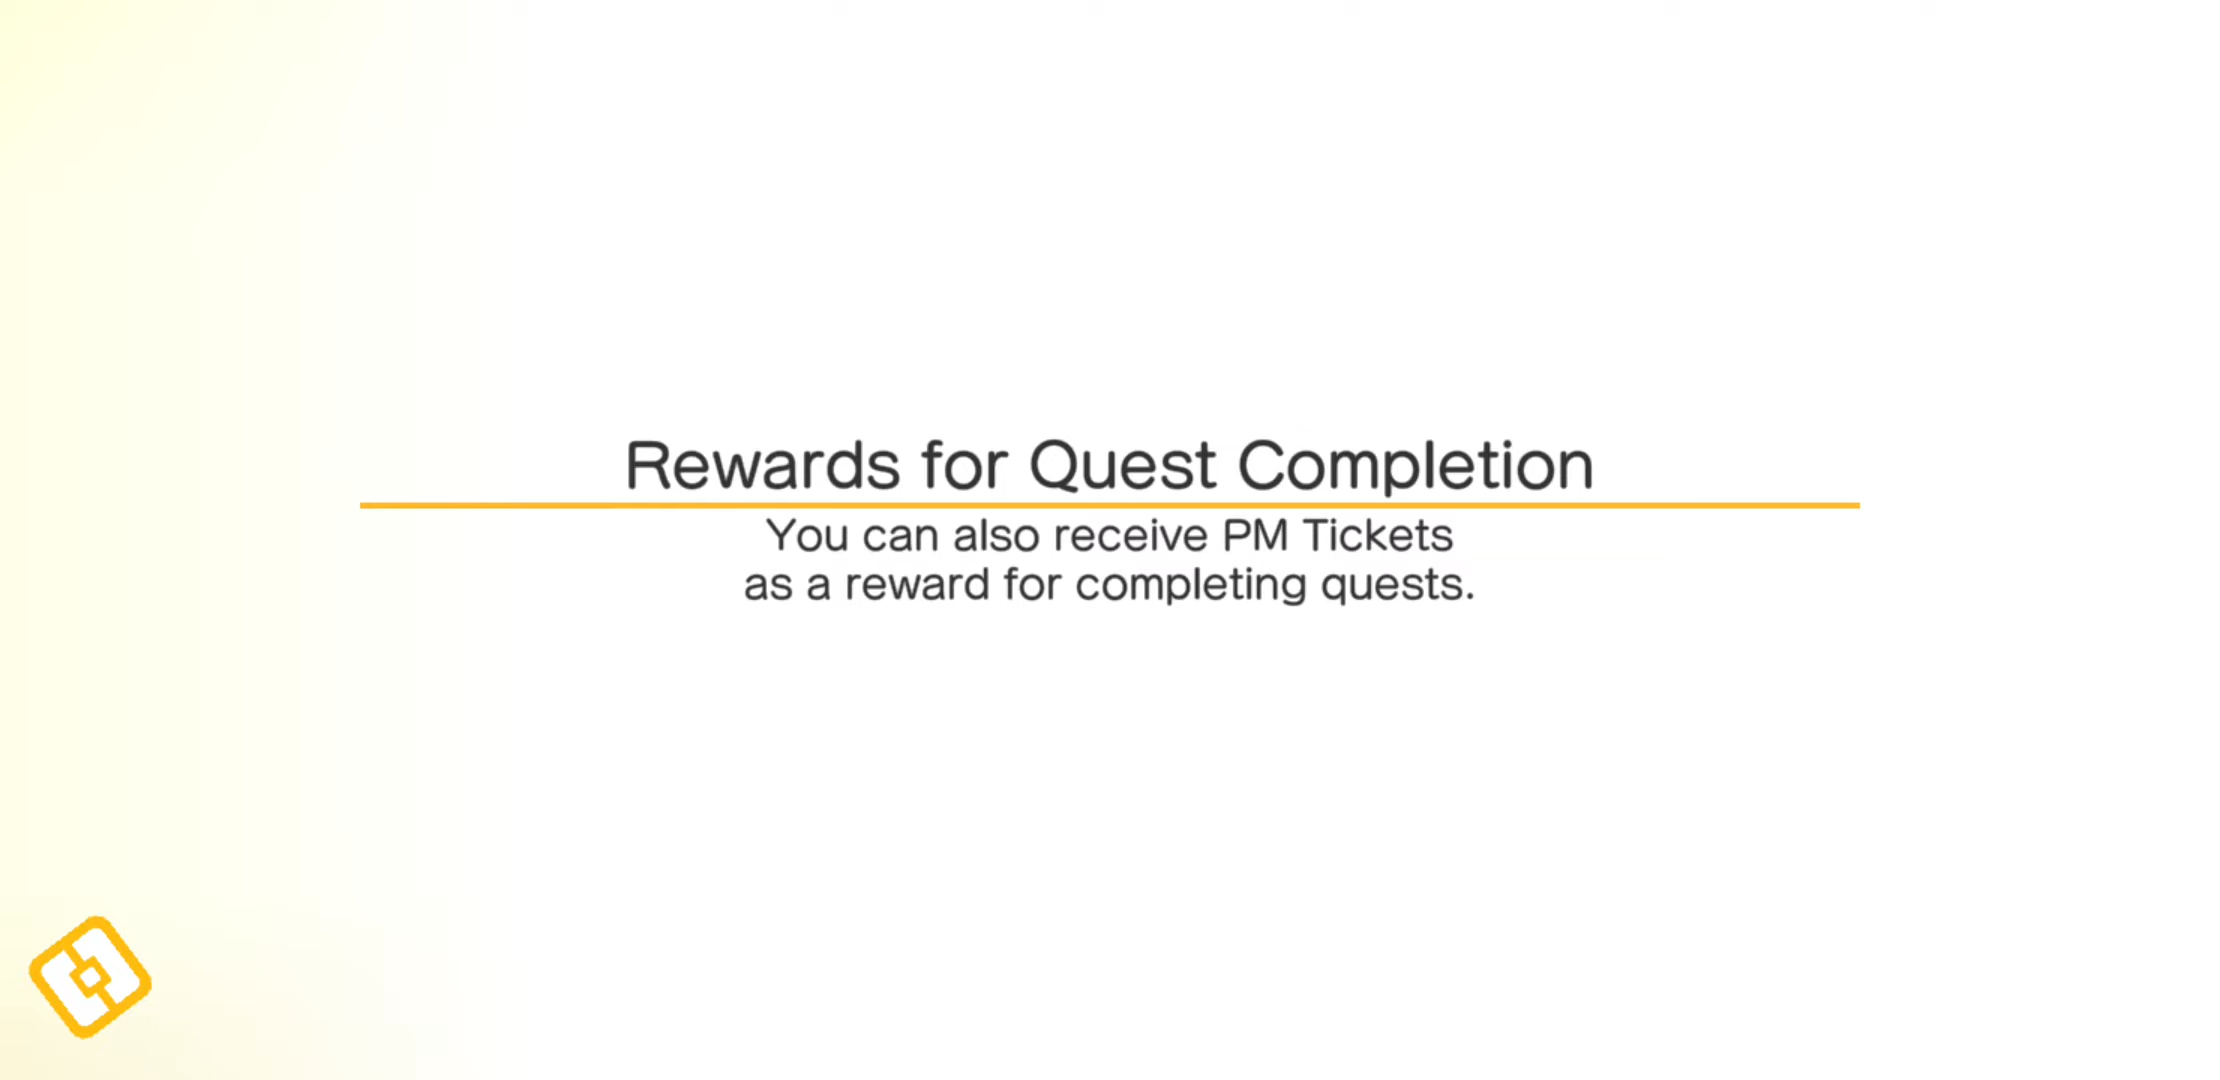 Rewards for Quest Completion
You can also receive PM Tickets
as a reward for completing quests.